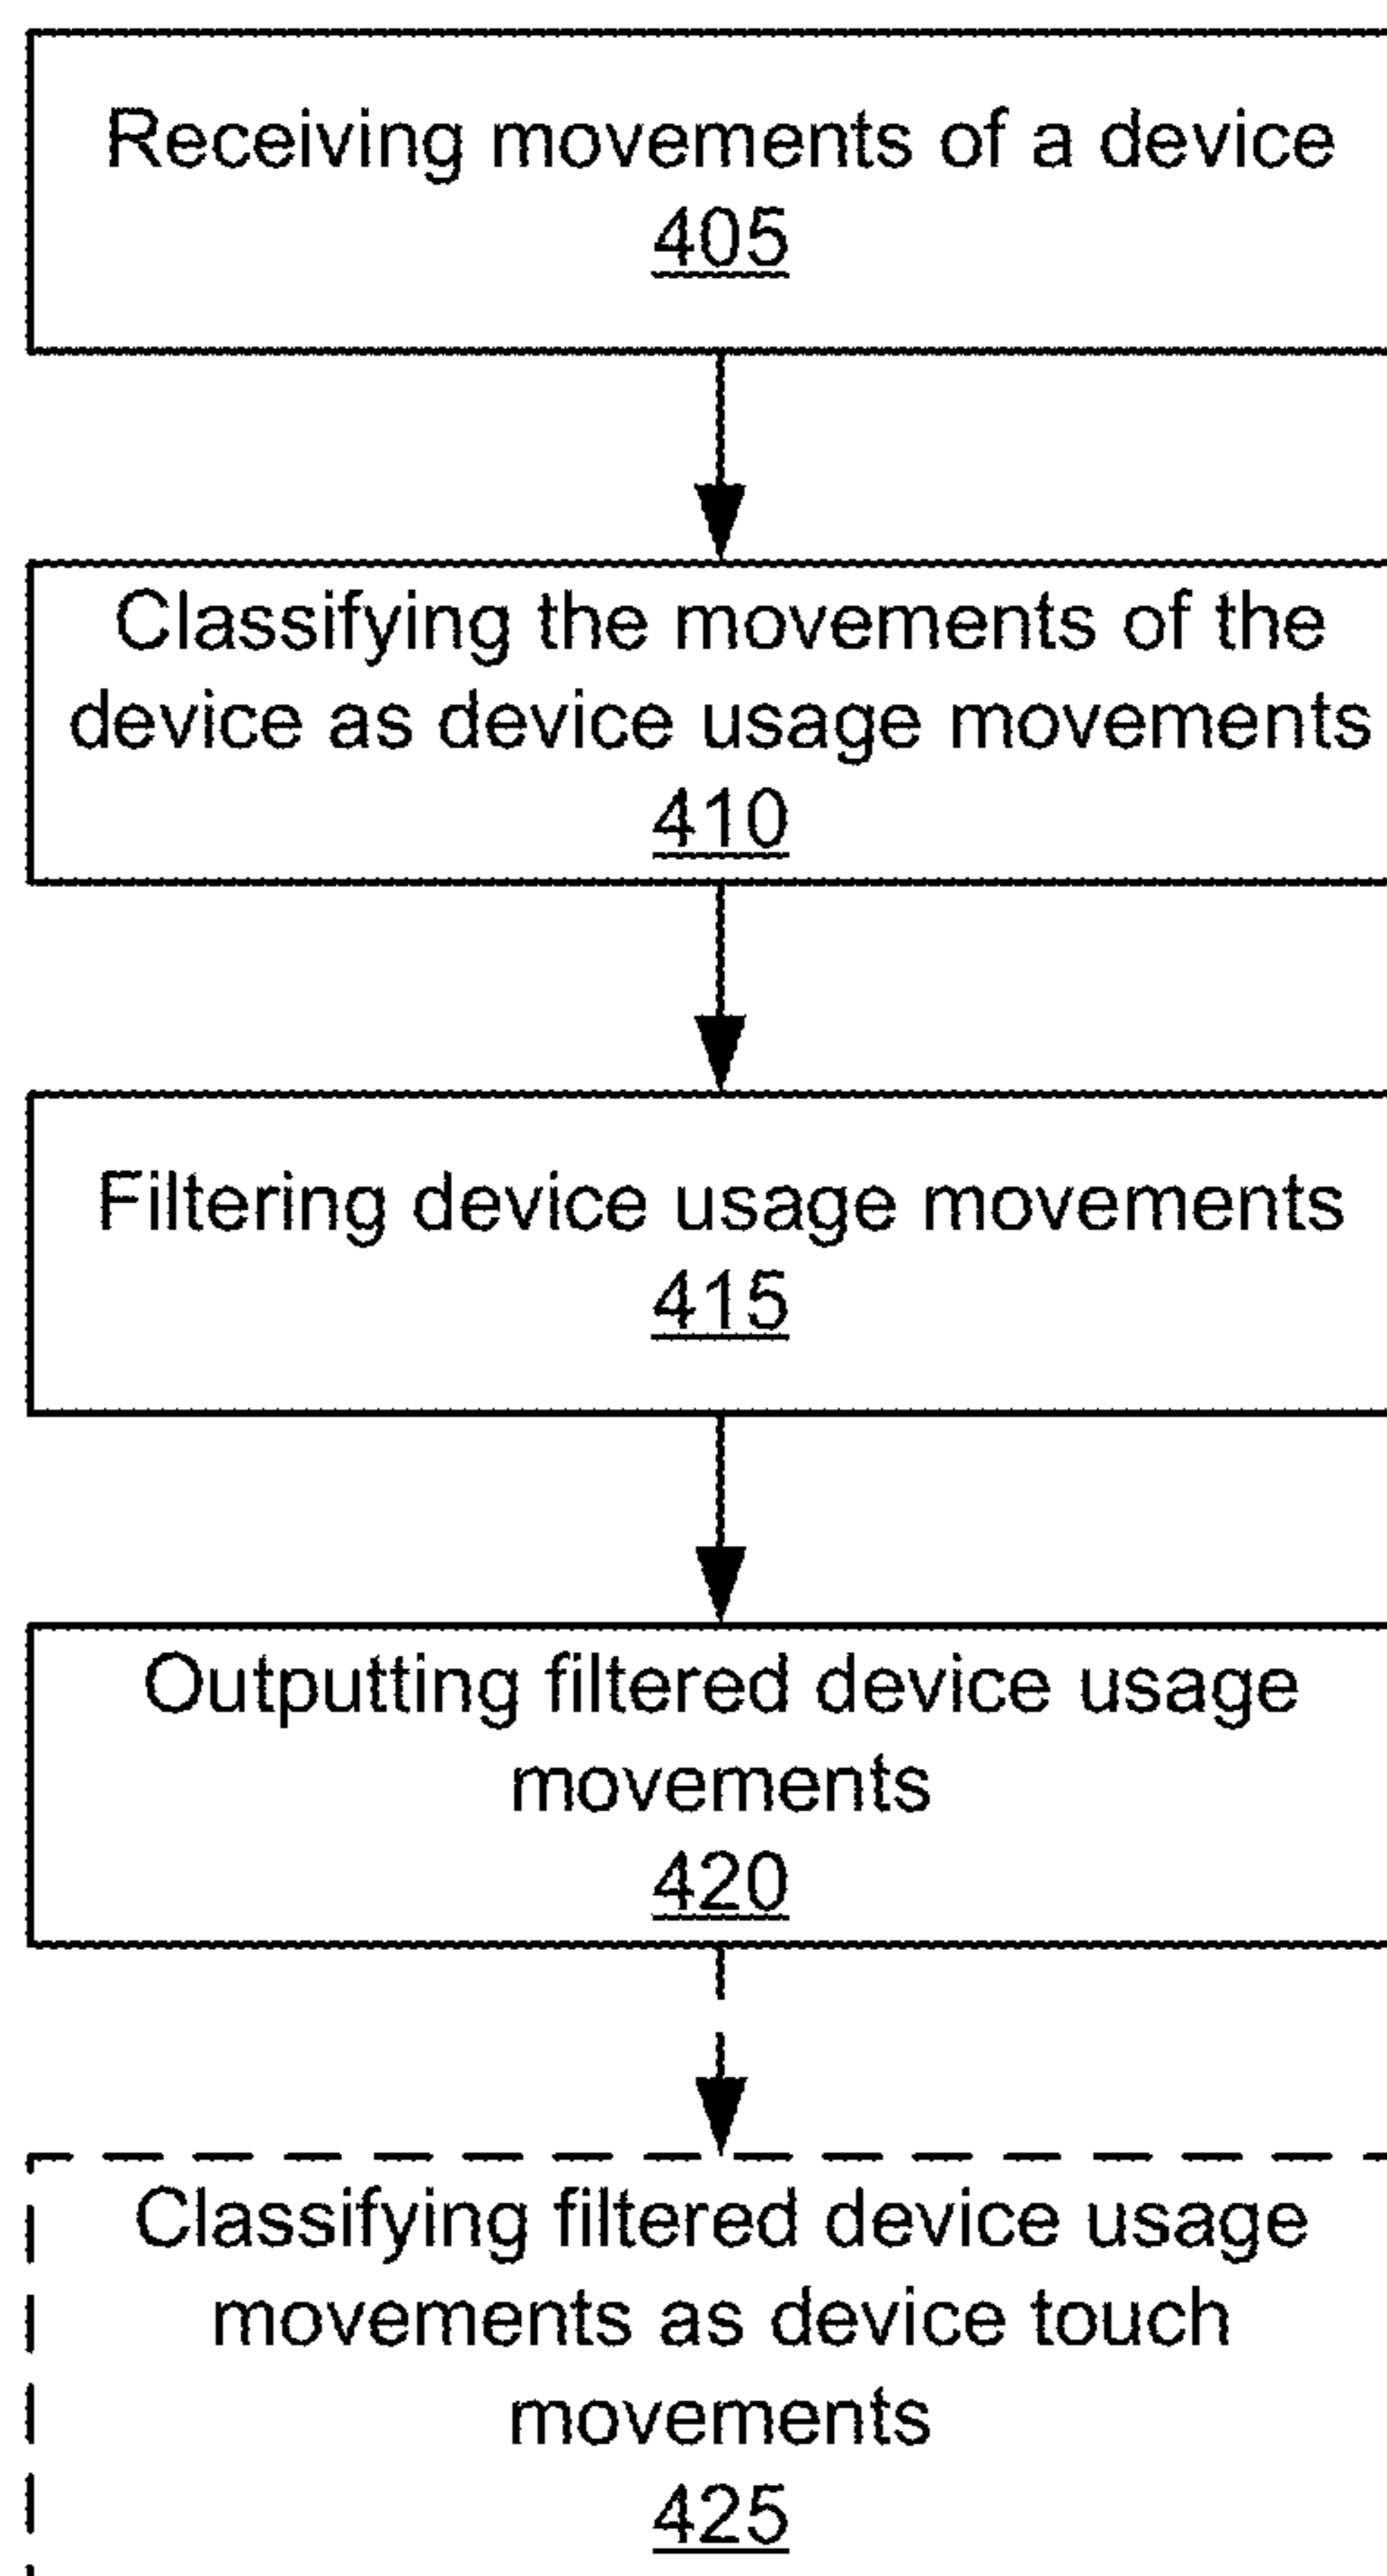 Receiving movements of a device
405
Classifying the movements of the
device as device usage movements
410
Filtering device usage movements
415
Outputting filtered device usage
movements
420
Classifying filtered device usage
movements as device touch
movements
425